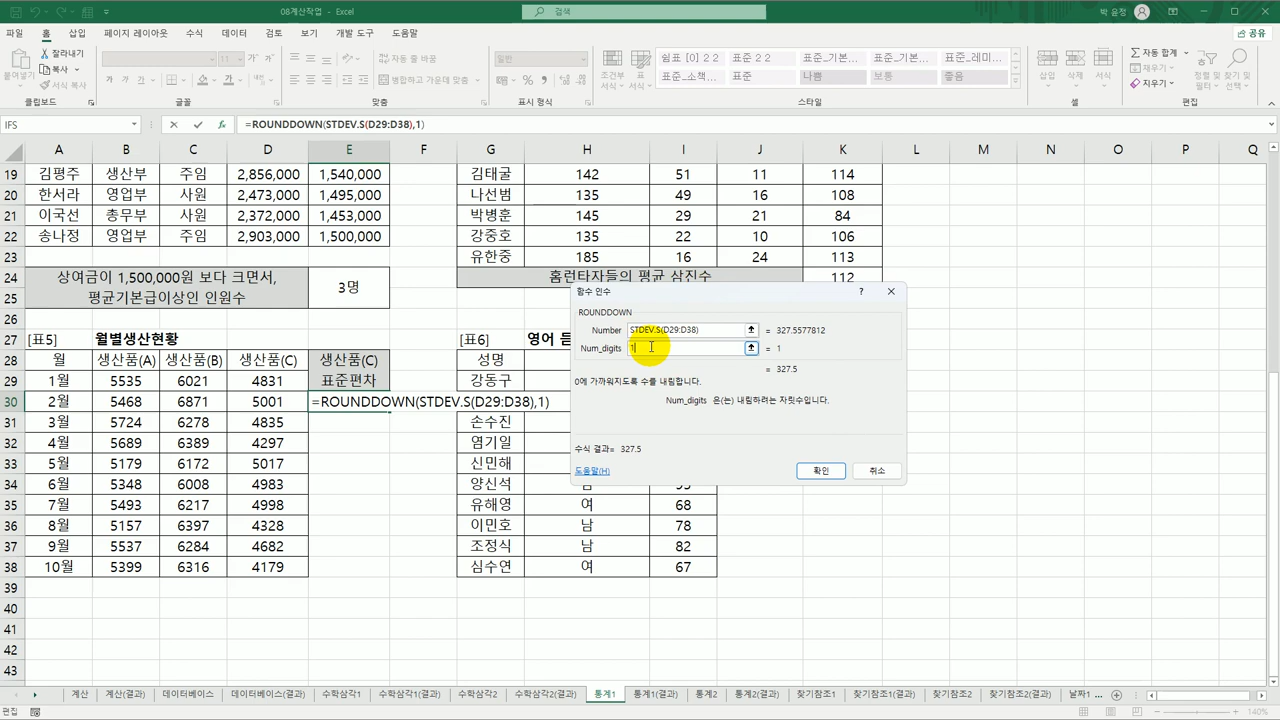 08계산작업 - Excel
검색
박 윤정
파일 홈 삽입 페이지 레이아웃 수식 데이터 검토 보기 개발 도구 도움말
공유
붙여넣기
잘라내기
복사
서식 복사
클립보드
11
가 가 가
글꼴
자동 줄 바꿈
병합하고 가운데 맞춤
맞춤
일반
표시 형식
조건부 서식
표 서식
쉼표 [0] 2 2 표준 2 2 표준_기본... 표준_레미...
표준_소책... 표준 나쁨 보통 좋음
스타일
삽입 삭제 서식
셀
자동 합계
채우기
지우기
정렬 및 필터
찾기 및 선택
편집
IFS =ROUNDDOWN(STDEV.S(D29:D38),1)
A B C D E F G H I J K L M N O P Q
19 김평주 생산부 주임 2,856,000 1,540,000 김태굴 142 51 11 114
20 한서라 영업부 사원 2,473,000 1,495,000 나선범 135 49 16 108
21 이국선 총무부 사원 2,372,000 1,453,000 박병훈 145 29 21 84
22 송나정 영업부 주임 2,903,000 1,500,000 강중호 135 22 10 106
23 유한중 185 16 24 113
24 상여금이 1,500,000원 보다 크면서, 홈런타자들의 평균 삼진수 112
25 평균기본급이상인 인원수 3명
26
27 [표5] 월별생산현황 [표6] 영어 듣
28 월 생산품(A) 생산품(B) 생산품(C) 생산품(C) 성명
29 1월 5535 6021 4831 표준편차 강동구
30 2월 5468 6871 5001 =ROUNDDOWN(STDEV.S(D29:D38),1)
31 3월 5724 6278 4835 손수진
32 4월 5689 6389 4297 염기일
33 5월 5179 6172 5017 신민해
34 6월 5348 6008 4983 양신석
35 7월 5493 6217 4998 유해영 여 68
36 8월 5157 6397 4328 이민호 남 78
37 9월 5537 6284 4682 조정식 남 82
38 10월 5399 6316 4179 심수연 여 67
39
40
41
42
43
함수 인수
ROUNDDOWN
Number STDEV.S(D29:D38) = 327.5577812
Num_digits 1 = 1
= 327.5
0에 가까워지도록 수를 내림합니다.
Num_digits 은(는) 내림하려는 자릿수입니다.
수식 결과= 327.5
도움말(H)
확인 취소
계산 계산(결과) 데이터베이스 데이터베이스(결과) 수학삼각1 수학삼각1(결과) 수학삼각2 수학삼각2(결과) 통계1 통계1(결과) 통계2 통계2(결과) 찾기참조1 찾기참조1(결과) 찾기참조2 찾기참조2(결과) 날짜1 ...
편집
140%